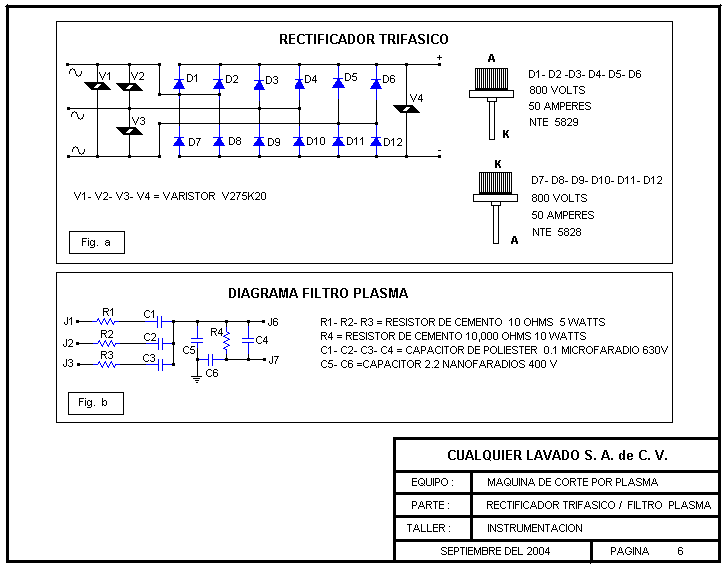 RECTIFICADOR TRIFASICO
V1 V2 V3 V4
D1 D2 D3 D4 D5 D6
D7 D8 D9 D10 D11 D12
+
-
A
K
D1- D2 -D3- D4- D5- D6
800 VOLTS
50 AMPERES
NTE 5829
K
A
D7- D8- D9- D10- D11- D12
800 VOLTS
50 AMPERES
NTE 5828
V1- V2- V3- V4 = VARISTOR V275K20
Fig. a
DIAGRAMA FILTRO PLASMA
J1 R1 C1 J6
J2 R2 C2 C5 R4 C4
J3 R3 C3 C6 J7
R1- R2- R3 = RESISTOR DE CEMENTO 10 OHMS 5 WATTS
R4 = RESISTOR DE CEMENTO 10,000 OHMS 10 WATTS
C1- C2- C3- C4 = CAPACITOR DE POLIESTER 0.1 MICROFARADIO 630V
C5- C6 =CAPACITOR 2.2 NANOFARADIOS 400 V
Fig. b
CUALQUIER LAVADO S. A. de C. V.
EQUIPO : MAQUINA DE CORTE POR PLASMA
PARTE : RECTIFICADOR TRIFASICO / FILTRO PLASMA
TALLER : INSTRUMENTACION
SEPTIEMBRE DEL 2004 PAGINA 6